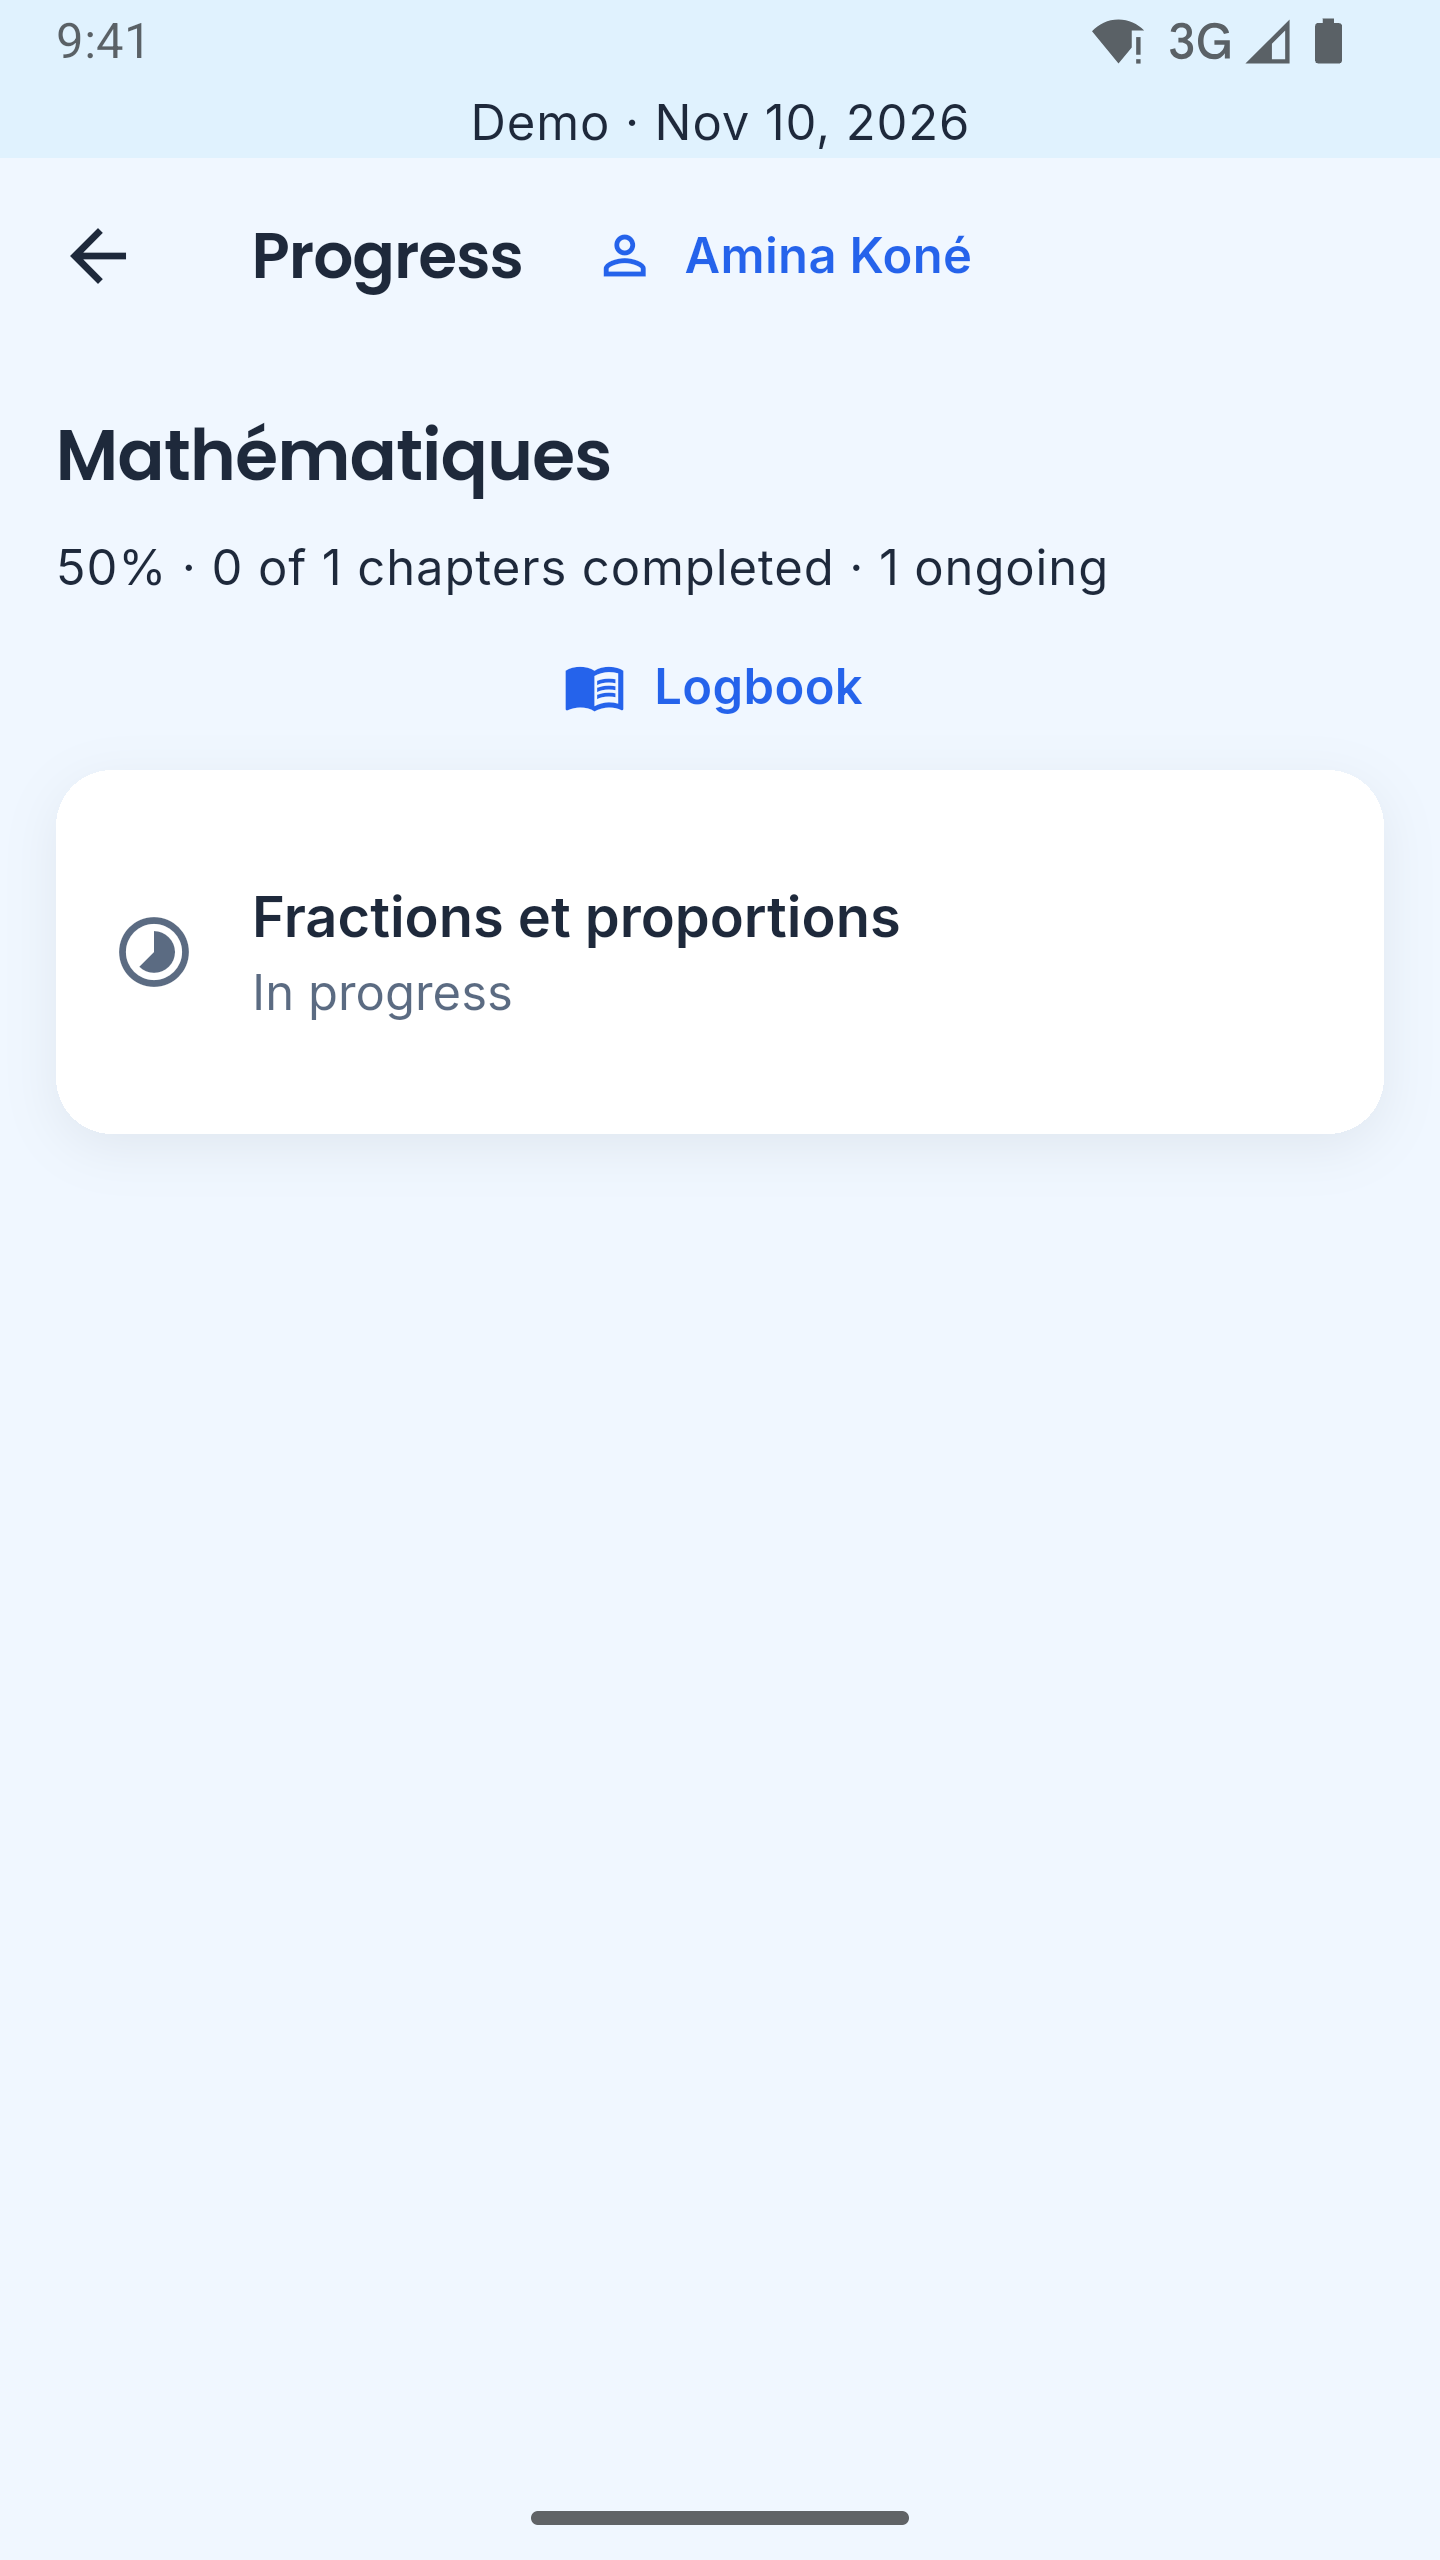 9:41
3G
Demo · Nov 10, 2026
Progress
Amina Koné
Mathématiques
50% · 0 of 1 chapters completed · 1 ongoing
Logbook
Fractions et proportions
In progress